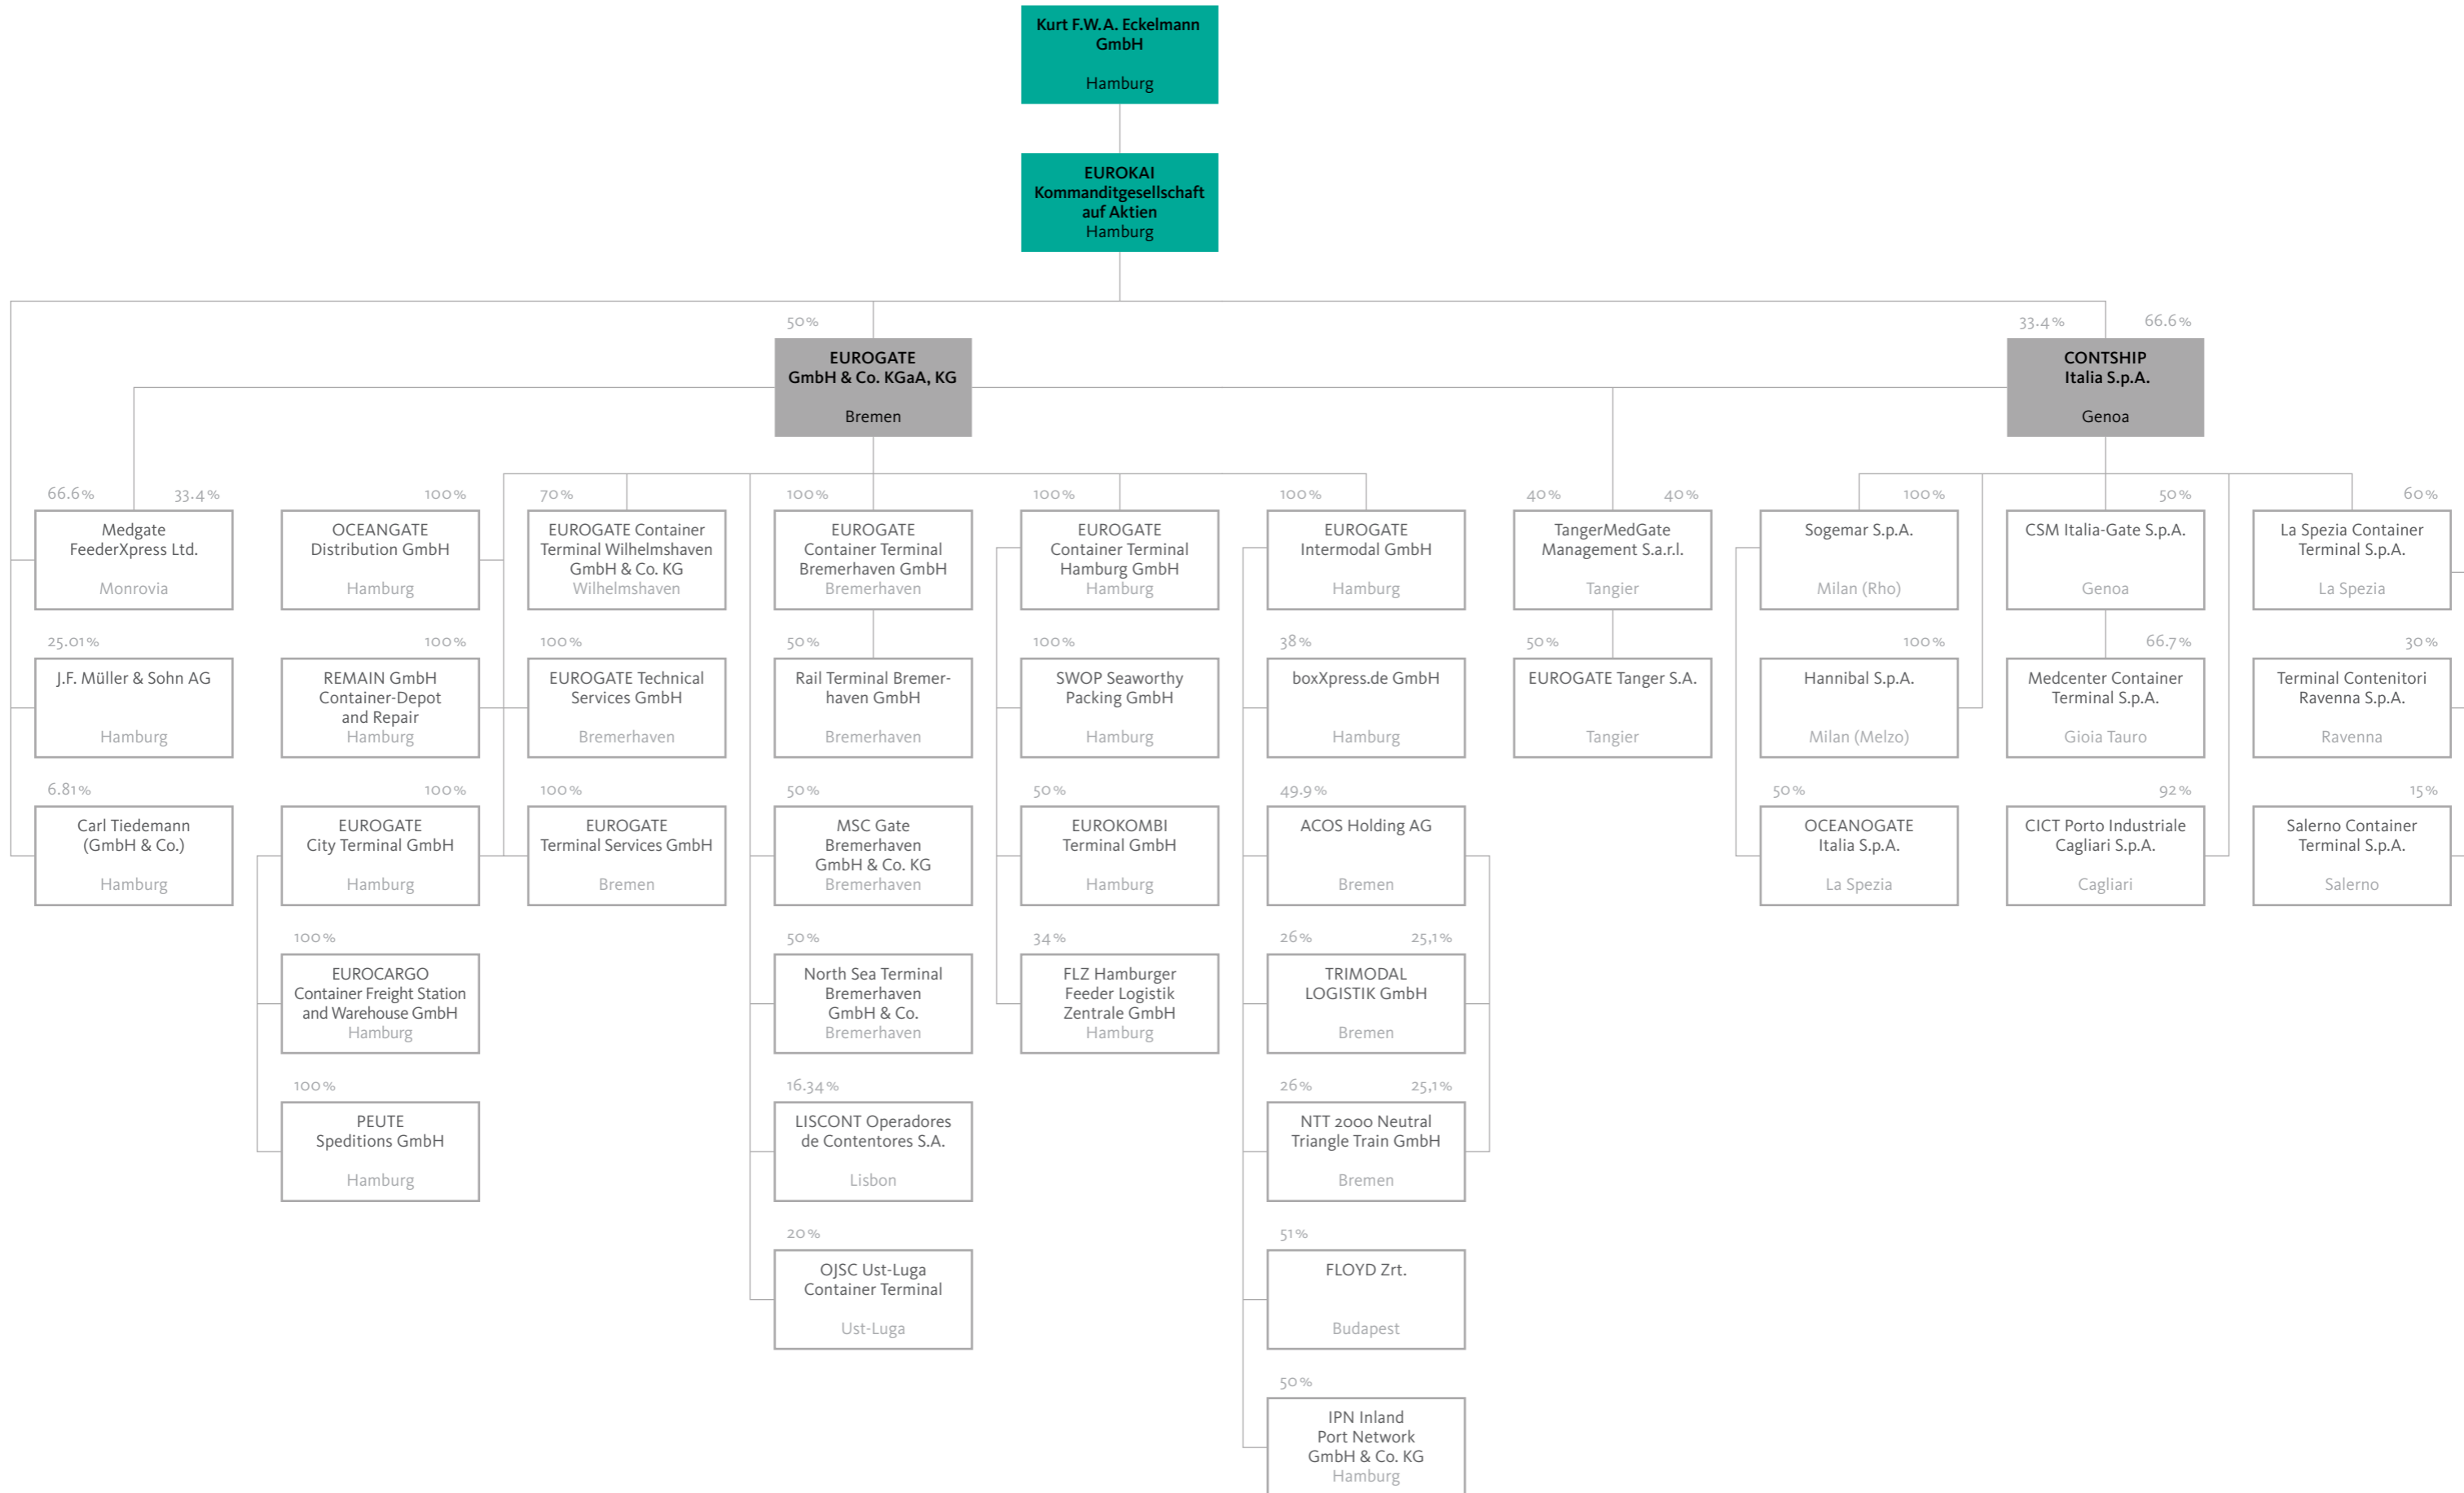 Kurt F.W.A. Eckelmann
GmbH
Hamburg
EUROKAI
Kommanditgesellschaft
auf Aktien
Hamburg
50%
EUROGATE
GmbH & Co. KGaA, KG
Bremen
33.4% 66.6%
CONTSHIP
Italia S.p.A.
Genoa
66.6% 33.4%
Medgate
FeederXpress Ltd.
Monrovia
25.01%
J.F. Müller & Sohn AG
Hamburg
6.81%
Carl Tiedemann
(GmbH & Co.)
Hamburg
100%
OCEANGATE
Distribution GmbH
Hamburg
100%
REMAIN GmbH
Container-Depot
and Repair
Hamburg
100%
EUROGATE
City Terminal GmbH
Hamburg
100%
EUROCARGO
Container Freight Station
and Warehouse GmbH
Hamburg
100%
PEUTE
Speditions GmbH
Hamburg
70%
EUROGATE Container
Terminal Wilhelmshaven
GmbH & Co. KG
Wilhelmshaven
100%
EUROGATE Technical
Services GmbH
Bremerhaven
100%
EUROGATE
Terminal Services GmbH
Bremen
100%
EUROGATE
Container Terminal
Bremerhaven GmbH
Bremerhaven
50%
Rail Terminal Bremer-
haven GmbH
Bremerhaven
50%
MSC Gate
Bremerhaven
GmbH & Co. KG
Bremerhaven
50%
North Sea Terminal
Bremerhaven
GmbH & Co.
Bremerhaven
16.34%
LISCONT Operadores
de Contentores S.A.
Lisbon
20%
OJSC Ust-Luga
Container Terminal
Ust-Luga
100%
EUROGATE
Container Terminal
Hamburg GmbH
Hamburg
100%
SWOP Seaworthy
Packing GmbH
Hamburg
50%
EUROKOMBI
Terminal GmbH
Hamburg
34%
FLZ Hamburger
Feeder Logistik
Zentrale GmbH
Hamburg
100%
EUROGATE
Intermodal GmbH
Hamburg
38%
boxXpress.de GmbH
Hamburg
49.9%
ACOS Holding AG
Bremen
26% 25,1%
TRIMODAL
LOGISTIK GmbH
Bremen
26% 25,1%
NTT 2000 Neutral
Triangle Train GmbH
Bremen
51%
FLOYD Zrt.
Budapest
50%
IPN Inland
Port Network
GmbH & Co. KG
Hamburg
40% 40%
TangerMedGate
Management S.a.r.l.
Tangier
50%
EUROGATE Tanger S.A.
Tangier
100%
Sogemar S.p.A.
Milan (Rho)
100%
Hannibal S.p.A.
Milan (Melzo)
50%
OCEANOGATE
Italia S.p.A.
La Spezia
50%
CSM Italia-Gate S.p.A.
Genoa
66.7%
Medcenter Container
Terminal S.p.A.
Gioia Tauro
92%
CICT Porto Industriale
Cagliari S.p.A.
Cagliari
60%
La Spezia Container
Terminal S.p.A.
La Spezia
30%
Terminal Contenitori
Ravenna S.p.A.
Ravenna
15%
Salerno Container
Terminal S.p.A.
Salerno